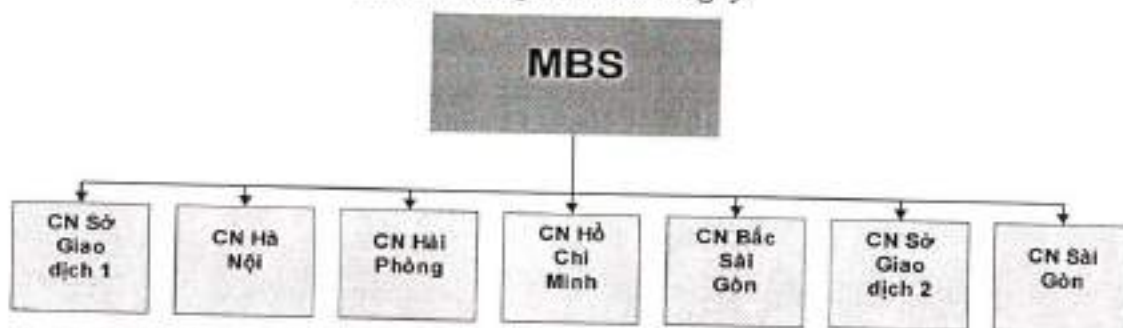 MBS
CN Sở
Giao
dịch 1
CN Hà
Nội
CN Hải
Phòng
CN Hồ
Chí
Minh
CN Bắc
Sài
Gòn
CN Sở
Giao
dịch 2
CN Sài
Gòn